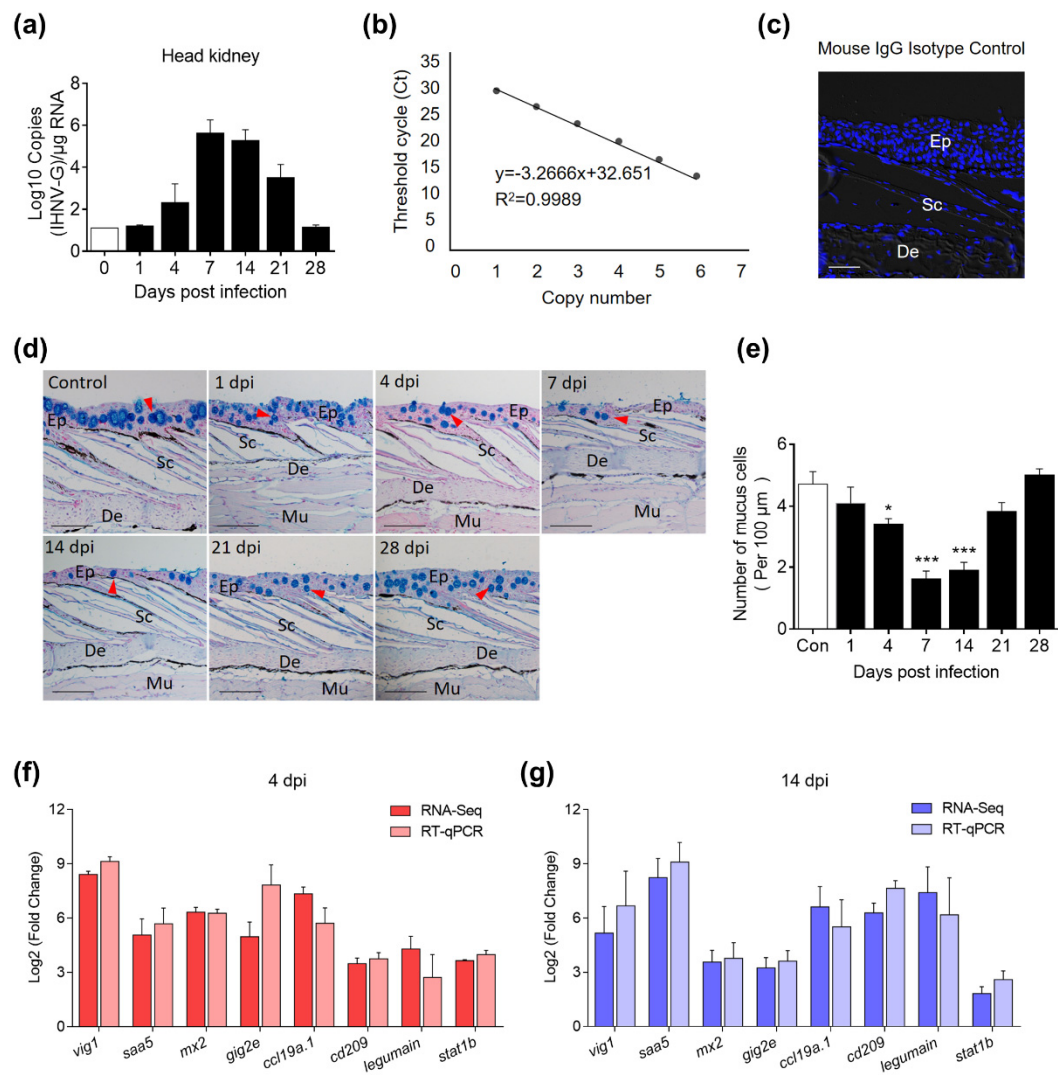 (a)
Head kidney
Log10 Copies
(IHNV-G)/µg RNA
8
6
4
2
0
0 1 4 7 14 21 28
Days post infection
(b)
Threshold cycle (Ct)
35
30
25
20
15
10
5
0
y=-3.2666x+32.651
R²=0.9989
0 1 2 3 4 5 6 7
Copy number
(c)
Mouse IgG Isotype Control
Ep
Sc
De
(d)
Control
Ep
Sc
De
1 dpi
Ep
Sc
De
Mu
4 dpi
Ep
Sc
De
Mu
7 dpi
Ep
Sc
De
Mu
14 dpi
Ep
Sc
De
Mu
21 dpi
Ep
Sc
De
Mu
28 dpi
Ep
Sc
De
Mu
(e)
Number of mucus cells
( Per 100 µm )
6
4
2
0
*
***
***
Con 1 4 7 14 21 28
Days post infection
(f)
4 dpi
RNA-Seq
RT-qPCR
Log2 (Fold Change)
12
9
6
3
0
vig1 saa5 mx2 gig2e ccl19a.1 cd209 legumain stat1b
(g)
14 dpi
RNA-Seq
RT-qPCR
Log2 (Fold Change)
12
9
6
3
0
vig1 saa5 mx2 gig2e ccl19a.1 cd209 legumain stat1b